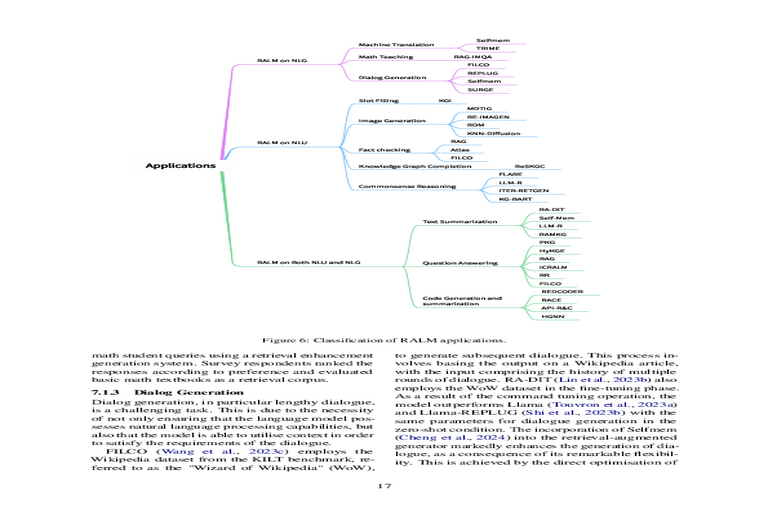 Applications
RALM on NLG
Machine Translation
Selfmem
TRIME
Math Teaching
RAG-IMQA
Dialog Generation
FILCO
REPLUG
Selfmem
SURGE
RALM on NLU
Slot Filling
KGI
Image Generation
MOTIG
RE-IMAGEN
RDM
KNN-Diffusion
Fact checking
RAG
Atlas
FILCO
Knowledge Graph Completion
ReSKGC
Commonsense Reasoning
FLARE
LLM-R
ITER-RETGEN
KG-BART
RALM on Both NLU and NLG
Text Summarization
RA-DIT
Self-Mem
LLM-R
RAMKG
Question Answering
PKG
HyKGE
RAG
ICRALM
RR
FILCO
Code Generation and
summarization
REDCODER
RACE
API-R&C
HGNN
Figure 6: Classification of RALM applications.
math student queries using a retrieval enhancement
generation system. Survey respondents ranked the
responses according to preference and evaluated
basic math textbooks as a retrieval corpus.
7.1.3 Dialog Generation
Dialog generation, in particular lengthy dialogue,
is a challenging task. This is due to the necessity
of not only ensuring that the language model pos-
sesses natural language processing capabilities, but
also that the model is able to utilise context in order
to satisfy the requirements of the dialogue.
FILCO (Wang et al., 2023c) employs the
Wikipedia dataset from the KILT benchmark, re-
ferred to as the "Wizard of Wikipedia" (WoW),
to generate subsequent dialogue. This process in-
volves basing the output on a Wikipedia article,
with the input comprising the history of multiple
rounds of dialogue. RA-DIT (Lin et al., 2023b) also
employs the WoW dataset in the fine-tuning phase.
As a result of the command tuning operation, the
model outperforms Llama (Touvron et al., 2023a)
and Llama-REPLUG (Shi et al., 2023b) with the
same parameters for dialogue generation in the
zero-shot condition. The incorporation of Selfmem
(Cheng et al., 2024) into the retrieval-augmented
generator markedly enhances the generation of dia-
logue, as a consequence of its remarkable flexibil-
ity. This is achieved by the direct optimisation of
17